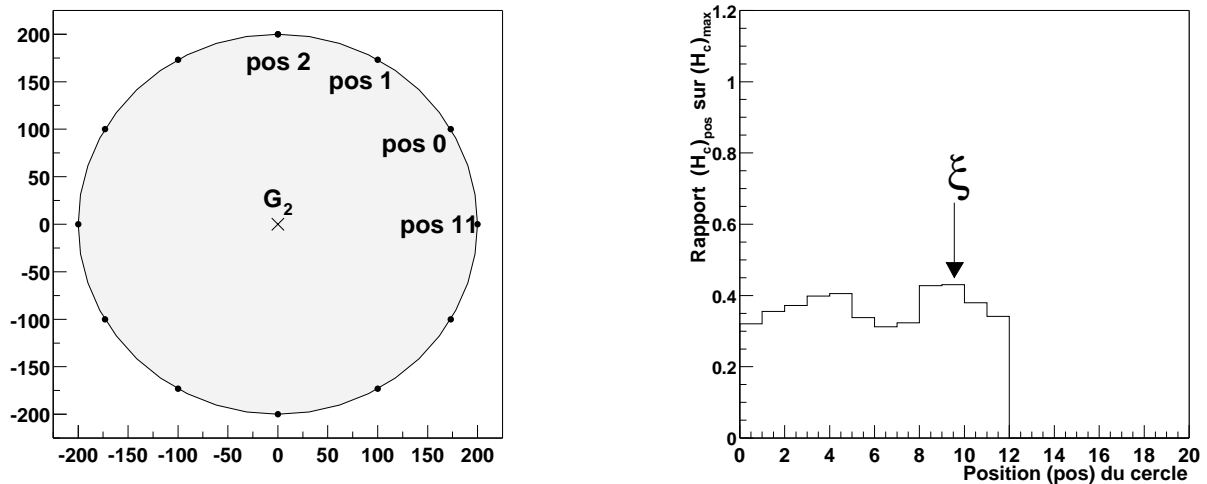 200
150
100
50
0
-50
-100
-150
-200
-200 -150 -100 -50 0 50 100 150 200
pos 2
pos 1
pos 0
G2
pos 11
Rapport (Hc)pos sur (Hc)max
1.2
1
0.8
0.6
0.4
0.2
0
ξ
0 2 4 6 8 10 12 14 16 18 20
Position (pos) du cercle